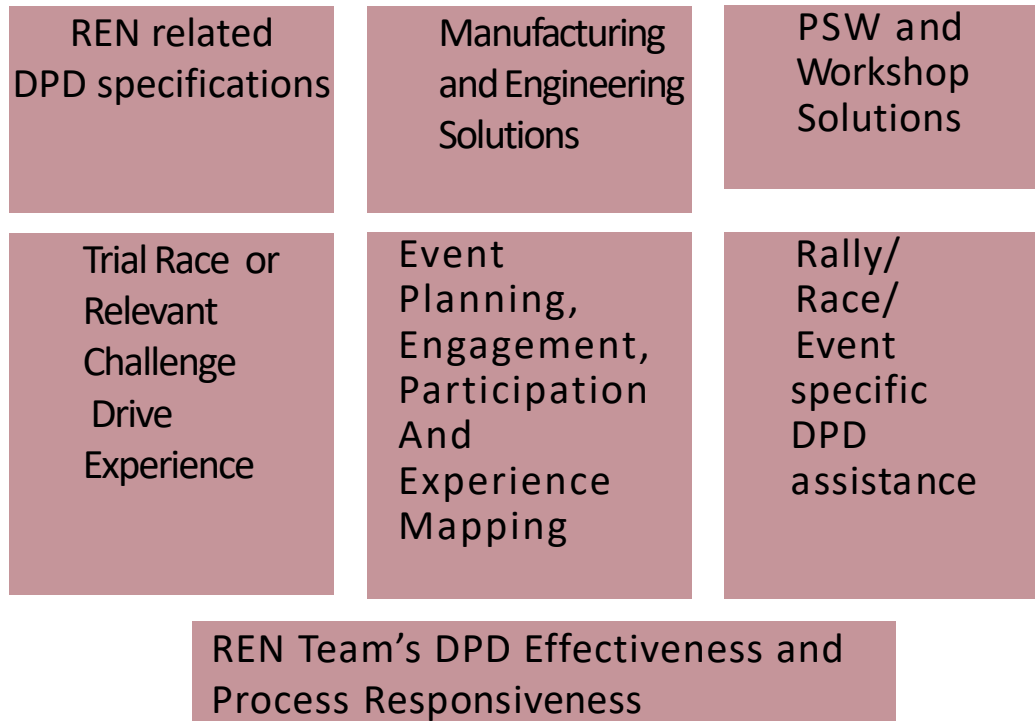 REN related
DPD specifications
Manufacturing
and Engineering
Solutions
PSW and
Workshop
Solutions
Trial Race or
Relevant
Challenge
Drive
Experience
Event
Planning,
Engagement,
Participation
And
Experience
Mapping
Rally/
Race/
Event
specific
DPD
assistance
REN Team’s DPD Effectiveness and
Process Responsiveness